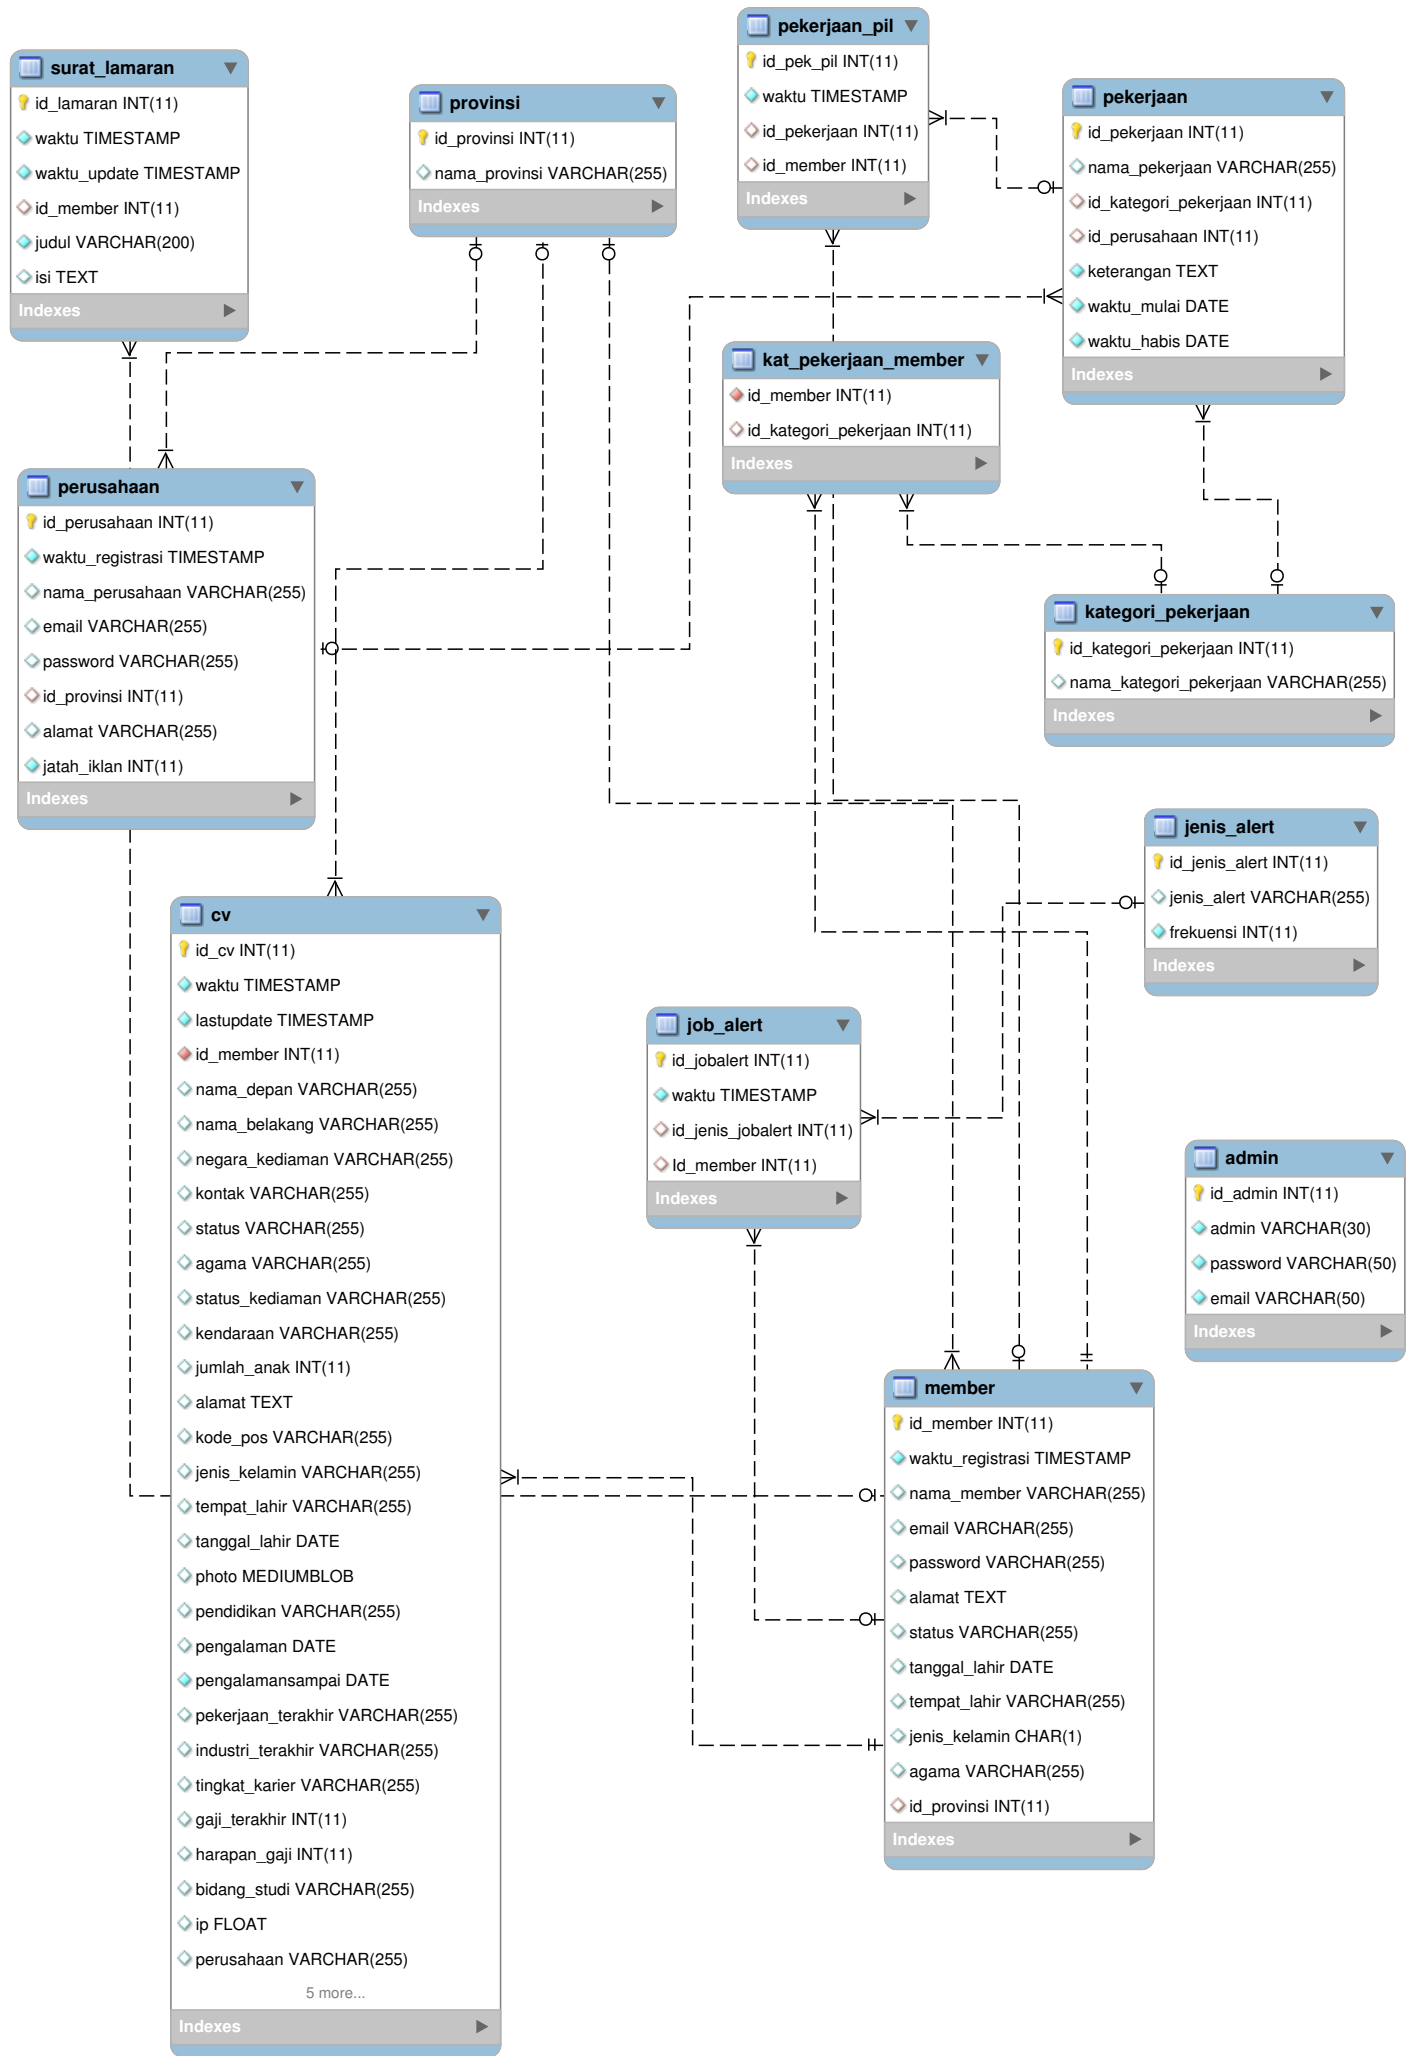 surat_lamaran
id_lamaran INT(11)
waktu TIMESTAMP
waktu_update TIMESTAMP
id_member INT(11)
judul VARCHAR(200)
isi TEXT
Indexes
provinsi
id_provinsi INT(11)
nama_provinsi VARCHAR(255)
Indexes
pekerjaan_pil
id_pek_pil INT(11)
waktu TIMESTAMP
id_pekerjaan INT(11)
id_member INT(11)
Indexes
pekerjaan
id_pekerjaan INT(11)
nama_pekerjaan VARCHAR(255)
id_kategori_pekerjaan INT(11)
id_perusahaan INT(11)
keterangan TEXT
waktu_mulai DATE
waktu_habis DATE
Indexes
kat_pekerjaan_member
id_member INT(11)
id_kategori_pekerjaan INT(11)
Indexes
perusahaan
id_perusahaan INT(11)
waktu_registrasi TIMESTAMP
nama_perusahaan VARCHAR(255)
email VARCHAR(255)
password VARCHAR(255)
id_provinsi INT(11)
alamat VARCHAR(255)
jatah_iklan INT(11)
Indexes
kategori_pekerjaan
id_kategori_pekerjaan INT(11)
nama_kategori_pekerjaan VARCHAR(255)
Indexes
jenis_alert
id_jenis_alert INT(11)
jenis_alert VARCHAR(255)
frekuensi INT(11)
Indexes
cv
id_cv INT(11)
waktu TIMESTAMP
lastupdate TIMESTAMP
id_member INT(11)
nama_depan VARCHAR(255)
nama_belakang VARCHAR(255)
negara_kediaman VARCHAR(255)
kontak VARCHAR(255)
status VARCHAR(255)
agama VARCHAR(255)
status_kediaman VARCHAR(255)
kendaraan VARCHAR(255)
jumlah_anak INT(11)
alamat TEXT
kode_pos VARCHAR(255)
jenis_kelamin VARCHAR(255)
tempat_lahir VARCHAR(255)
tanggal_lahir DATE
photo MEDIUMBLOB
pendidikan VARCHAR(255)
pengalaman DATE
pengalamansampai DATE
pekerjaan_terakhir VARCHAR(255)
industri_terakhir VARCHAR(255)
tingkat_karier VARCHAR(255)
gaji_terakhir INT(11)
harapan_gaji INT(11)
bidang_studi VARCHAR(255)
ip FLOAT
perusahaan VARCHAR(255)
5 more...
Indexes
job_alert
id_jobalert INT(11)
waktu TIMESTAMP
id_jenis_jobalert INT(11)
Id_member INT(11)
Indexes
admin
id_admin INT(11)
admin VARCHAR(30)
password VARCHAR(50)
email VARCHAR(50)
Indexes
member
id_member INT(11)
waktu_registrasi TIMESTAMP
nama_member VARCHAR(255)
email VARCHAR(255)
password VARCHAR(255)
alamat TEXT
status VARCHAR(255)
tanggal_lahir DATE
tempat_lahir VARCHAR(255)
jenis_kelamin CHAR(1)
agama VARCHAR(255)
id_provinsi INT(11)
Indexes